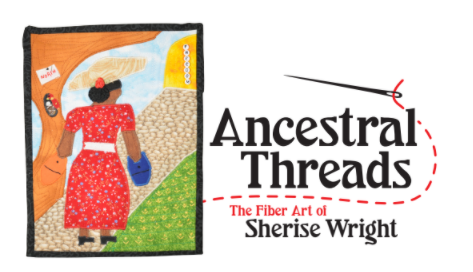 Ancestral
Threads
The Fiber Art of
Sherise Wright